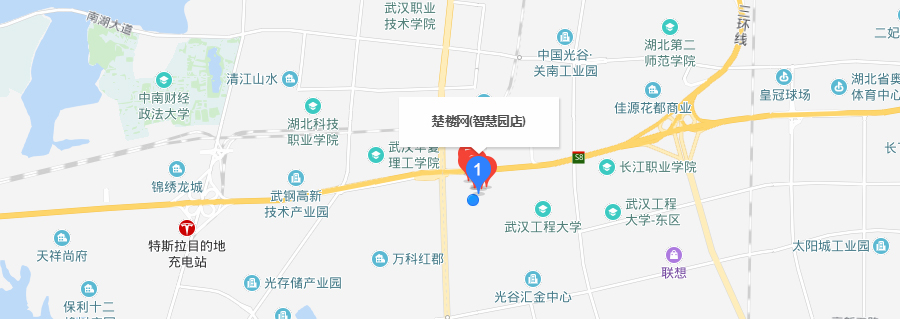 武汉职业
技术学院
三环线
南湖大道
湖北第二
师范学院
中国光谷·
关南工业园
清江山水
中南财经
政法大学
湖北科技
职业学院
佳源花都商业
皇冠球场
湖北省奥
体育中心
二妃
(智慧园店)
武汉华夏
理工学院
S8
1
长江职业学院
长
锦绣龙城
武钢高新
技术产业园
武汉工程大学
武汉工程
大学-东区
特斯拉目的地
充电站
天祥尚府
万科红郡
联想
太阳城工业园
光存储产业园
光谷汇金中心
保利十二